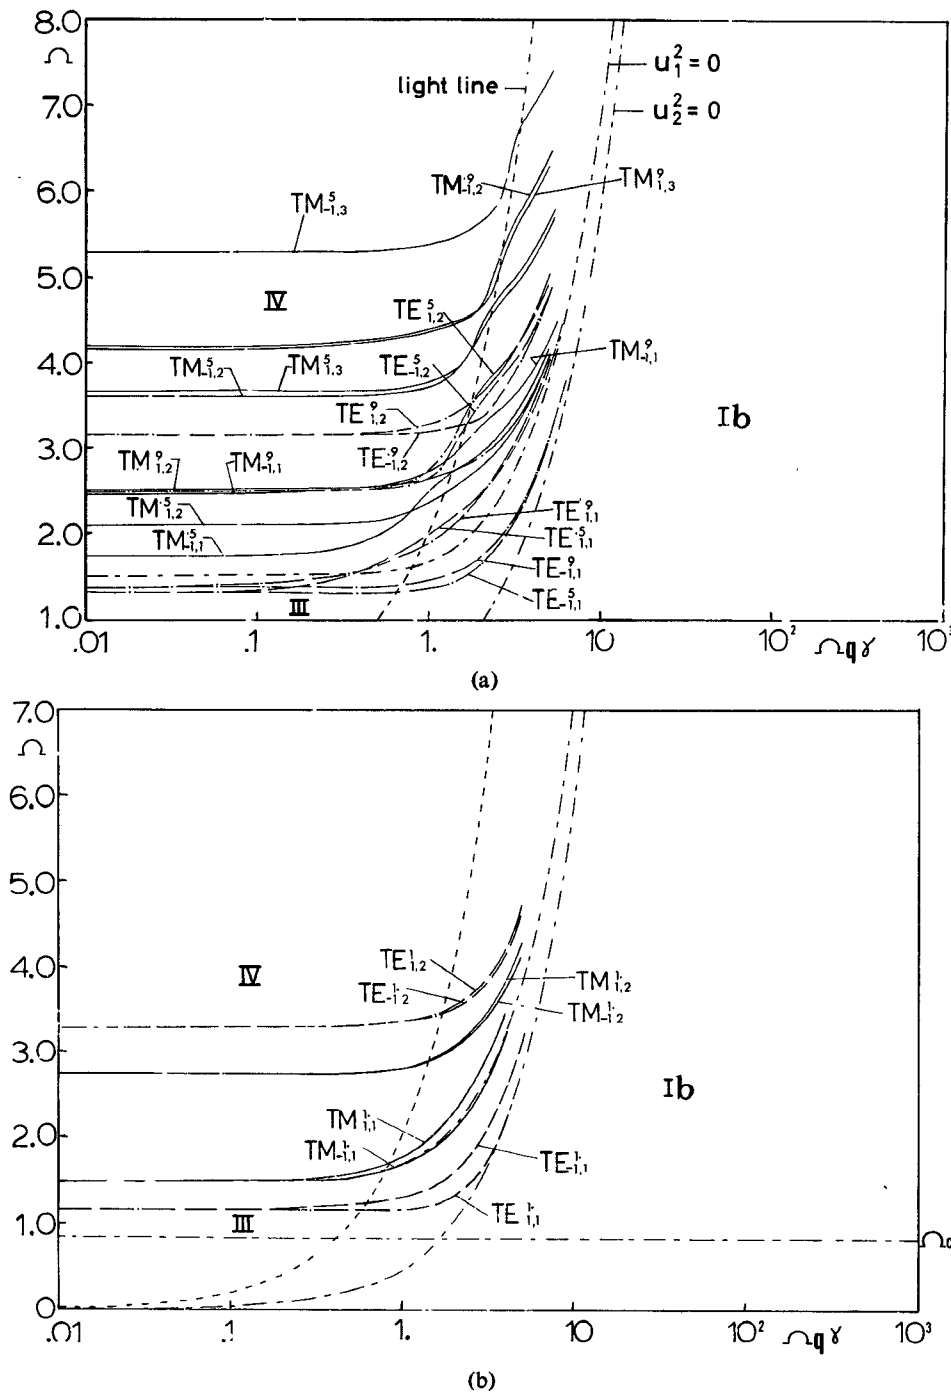 8.0
Ω
7.0
6.0
5.0
4.0
3.0
2.0
1.0
light line
u₁² = 0
u₂² = 0
TM⁵₋₁,₃
TM⁹₋₁,₂
TM⁹₁,₃
IV
TE⁵₁,₂
TM⁵₋₁,₂
TM⁵₁,₃
TE⁵₋₁,₂
TM⁹₋₁,₁
TE⁹₁,₂
TE⁹₋₁,₂
Ib
TM⁹₁,₂
TM⁹₋₁,₁
TM⁵₁,₂
TM⁵₋₁,₁
TE⁹₁,₁
TE⁵₁,₁
TE⁹₋₁,₁
TE⁵₋₁,₁
III
.01
.1
1.
10
10²
Ωqγ
10³
(a)
7.0
Ω
6.0
5.0
4.0
3.0
2.0
1.0
0
IV
TE¹₁,₂
TE¹₋₁,₂
TM¹₁,₂
TM¹₋₁,₂
Ib
TM¹₁,₁
TM¹₋₁,₁
TE¹₋₁,₁
TE¹₁,₁
III
.01
.1
1.
10
10²
Ωqγ
10³
(b)